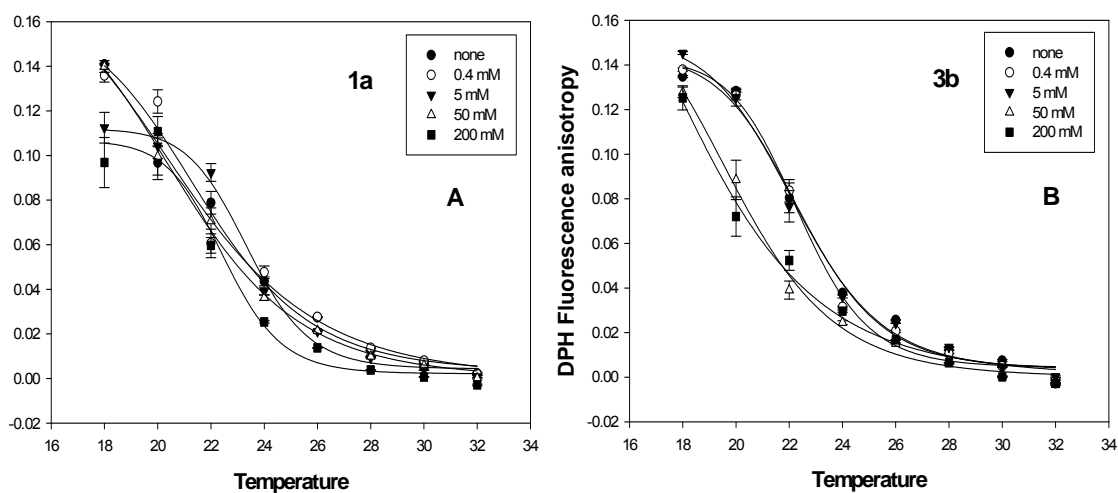 0.16
0.14
0.12
0.10
0.08
0.06
0.04
0.02
0.00
-0.02
16 18 20 22 24 26 28 30 32 34
Temperature
1a
A
none
0.4 mM
5 mM
50 mM
200 mM
DPH Fluorescence anisotropy
0.16
0.14
0.12
0.10
0.08
0.06
0.04
0.02
0.00
-0.02
16 18 20 22 24 26 28 30 32 34
Temperature
3b
B
none
0.4 mM
5 mM
50 mM
200 mM